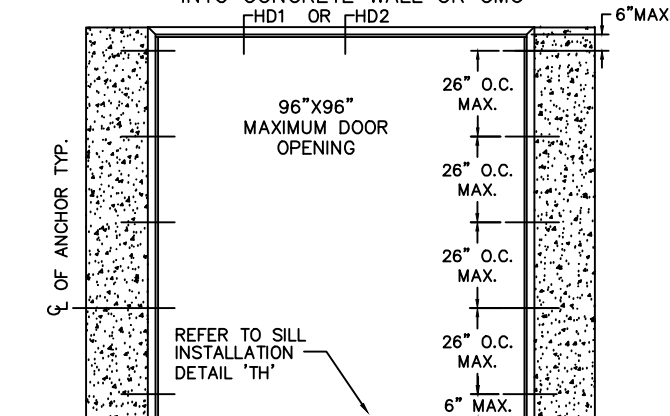 INTO CONCRETE WALL OR CMU
HD1 OR HD2
6"MAX
96"X96"
MAXIMUM DOOR
OPENING
26" O.C.
MAX.
26" O.C.
MAX.
26" O.C.
MAX.
26" O.C.
MAX.
6" MAX.
℄ OF ANCHOR TYP.
REFER TO SILL
INSTALLATION
DETAIL 'TH'